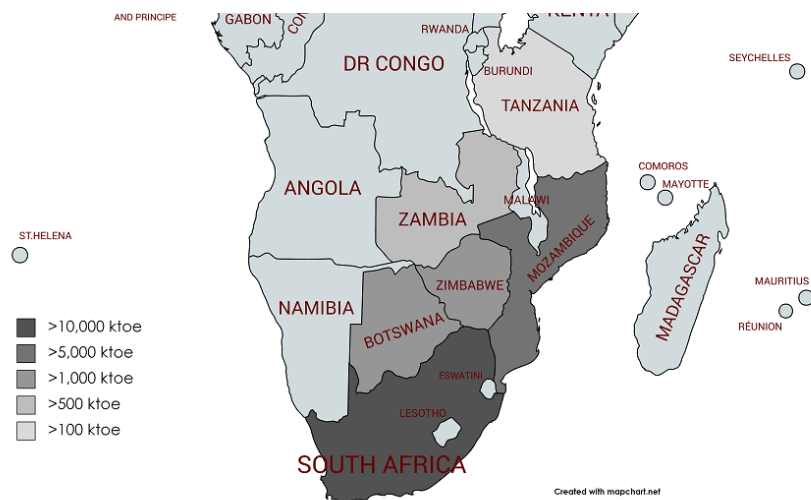 AND PRINCIPE
GABON
RWANDA
KENYA
DR CONGO
BURUNDI
SEYCHELLES
TANZANIA
COMOROS
MAYOTTE
ANGOLA
MALAWI
ZAMBIA
ST.HELENA
MOZAMBIQUE
MADAGASCAR
ZIMBABWE
MAURITIUS
NAMIBIA
BOTSWANA
RÉUNION
>10,000 ktoe
>5,000 ktoe
>1,000 ktoe
>500 ktoe
>100 ktoe
ESWATINI
LESOTHO
SOUTH AFRICA
Created with mapchart.net